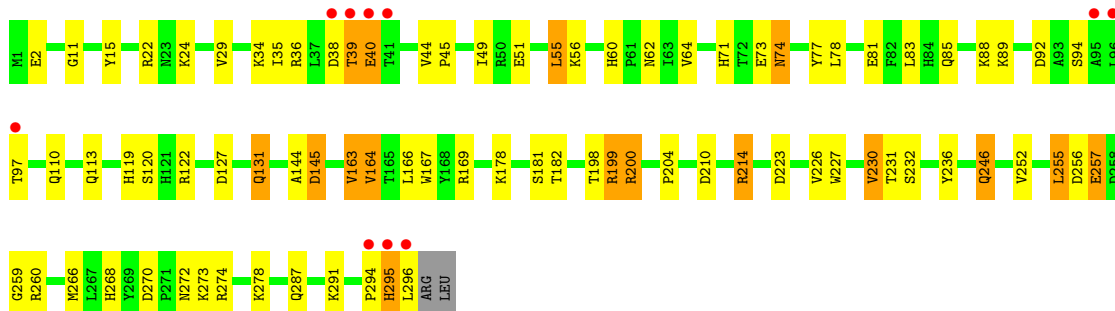 M1 E2 G11 Y15 R22 N23 K24 V29 K34 I35 R36 L37 D38 T39 E40 T41 V44 P45 I49 R50 E51 L55 K56 H60 P61 N62 I63 V64 H71 T72 E73 N74 Y77 L78 E81 F82 L83 H84 Q85 K88 K89 D92 A93 S94 A95 L96
T97 Q110 Q113 H119 S120 H121 R122 D127 Q131 A144 D145 V163 V164 T165 L166 W167 Y168 R169 K178 S181 T182 T198 R199 R200 P204 D210 R214 D223 V226 W227 V230 T231 S232 Y236 Q246 V252 L255 D256 E257 D258
G259 R260 M266 L267 H268 Y269 D270 P271 N272 K273 R274 K278 Q287 K291 P294 H295 L296 ARG LEU